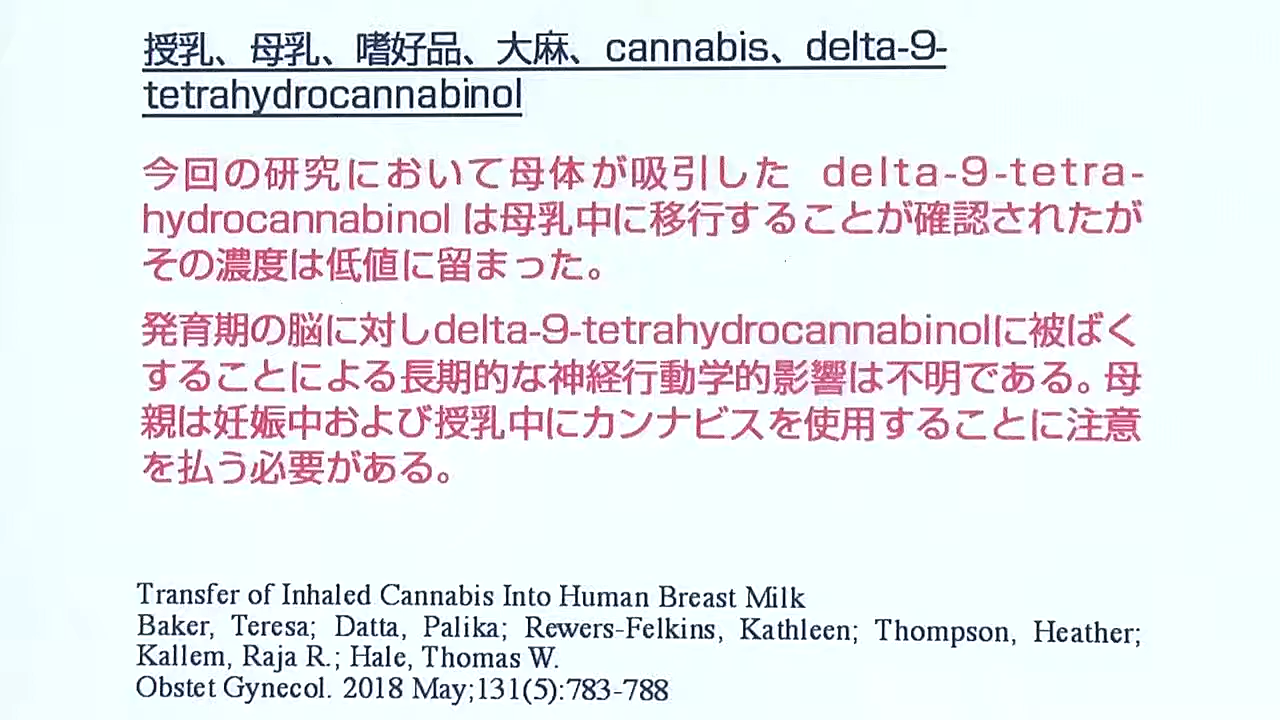 授乳、母乳、嗜好品、大麻、cannabis、delta-9-
tetrahydrocannabinol
今回の研究において母体が吸引した delta-9-tetra-
hydrocannabinol は母乳中に移行することが確認されたが
その濃度は低値に留まった。
発育期の脳に対しdelta-9-tetrahydrocannabinolに被ばく
することによる長期的な神経行動学的影響は不明である。母
親は妊娠中および授乳中にカンナビスを使用することに注意
を払う必要がある。
Transfer of Inhaled Cannabis Into Human Breast Milk
Baker, Teresa; Datta, Palika; Rewers-Felkins, Kathleen; Thompson, Heather;
Kallem, Raja R.; Hale, Thomas W.
Obstet Gynecol. 2018 May;131(5):783-788